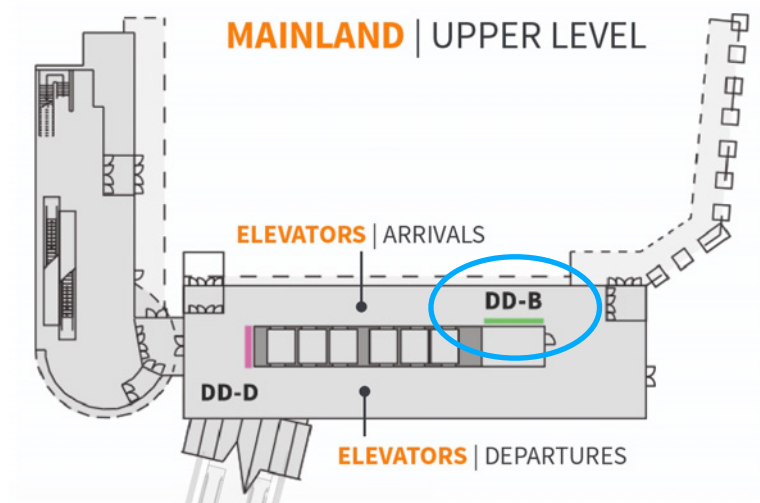 MAINLAND | UPPER LEVEL
ELEVATORS | ARRIVALS
DD-B
DD-D
ELEVATORS | DEPARTURES